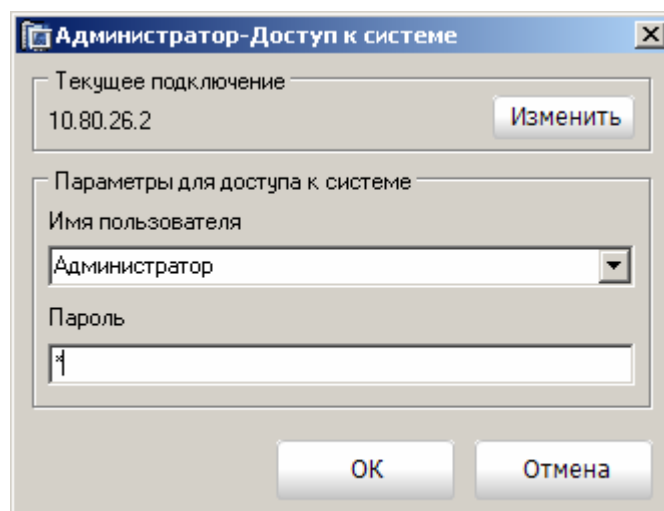 Администратор-Доступ к системе
Текущее подключение
10.80.26.2
Изменить
Параметры для доступа к системе
Имя пользователя
Администратор
Пароль
*
ОК
Отмена